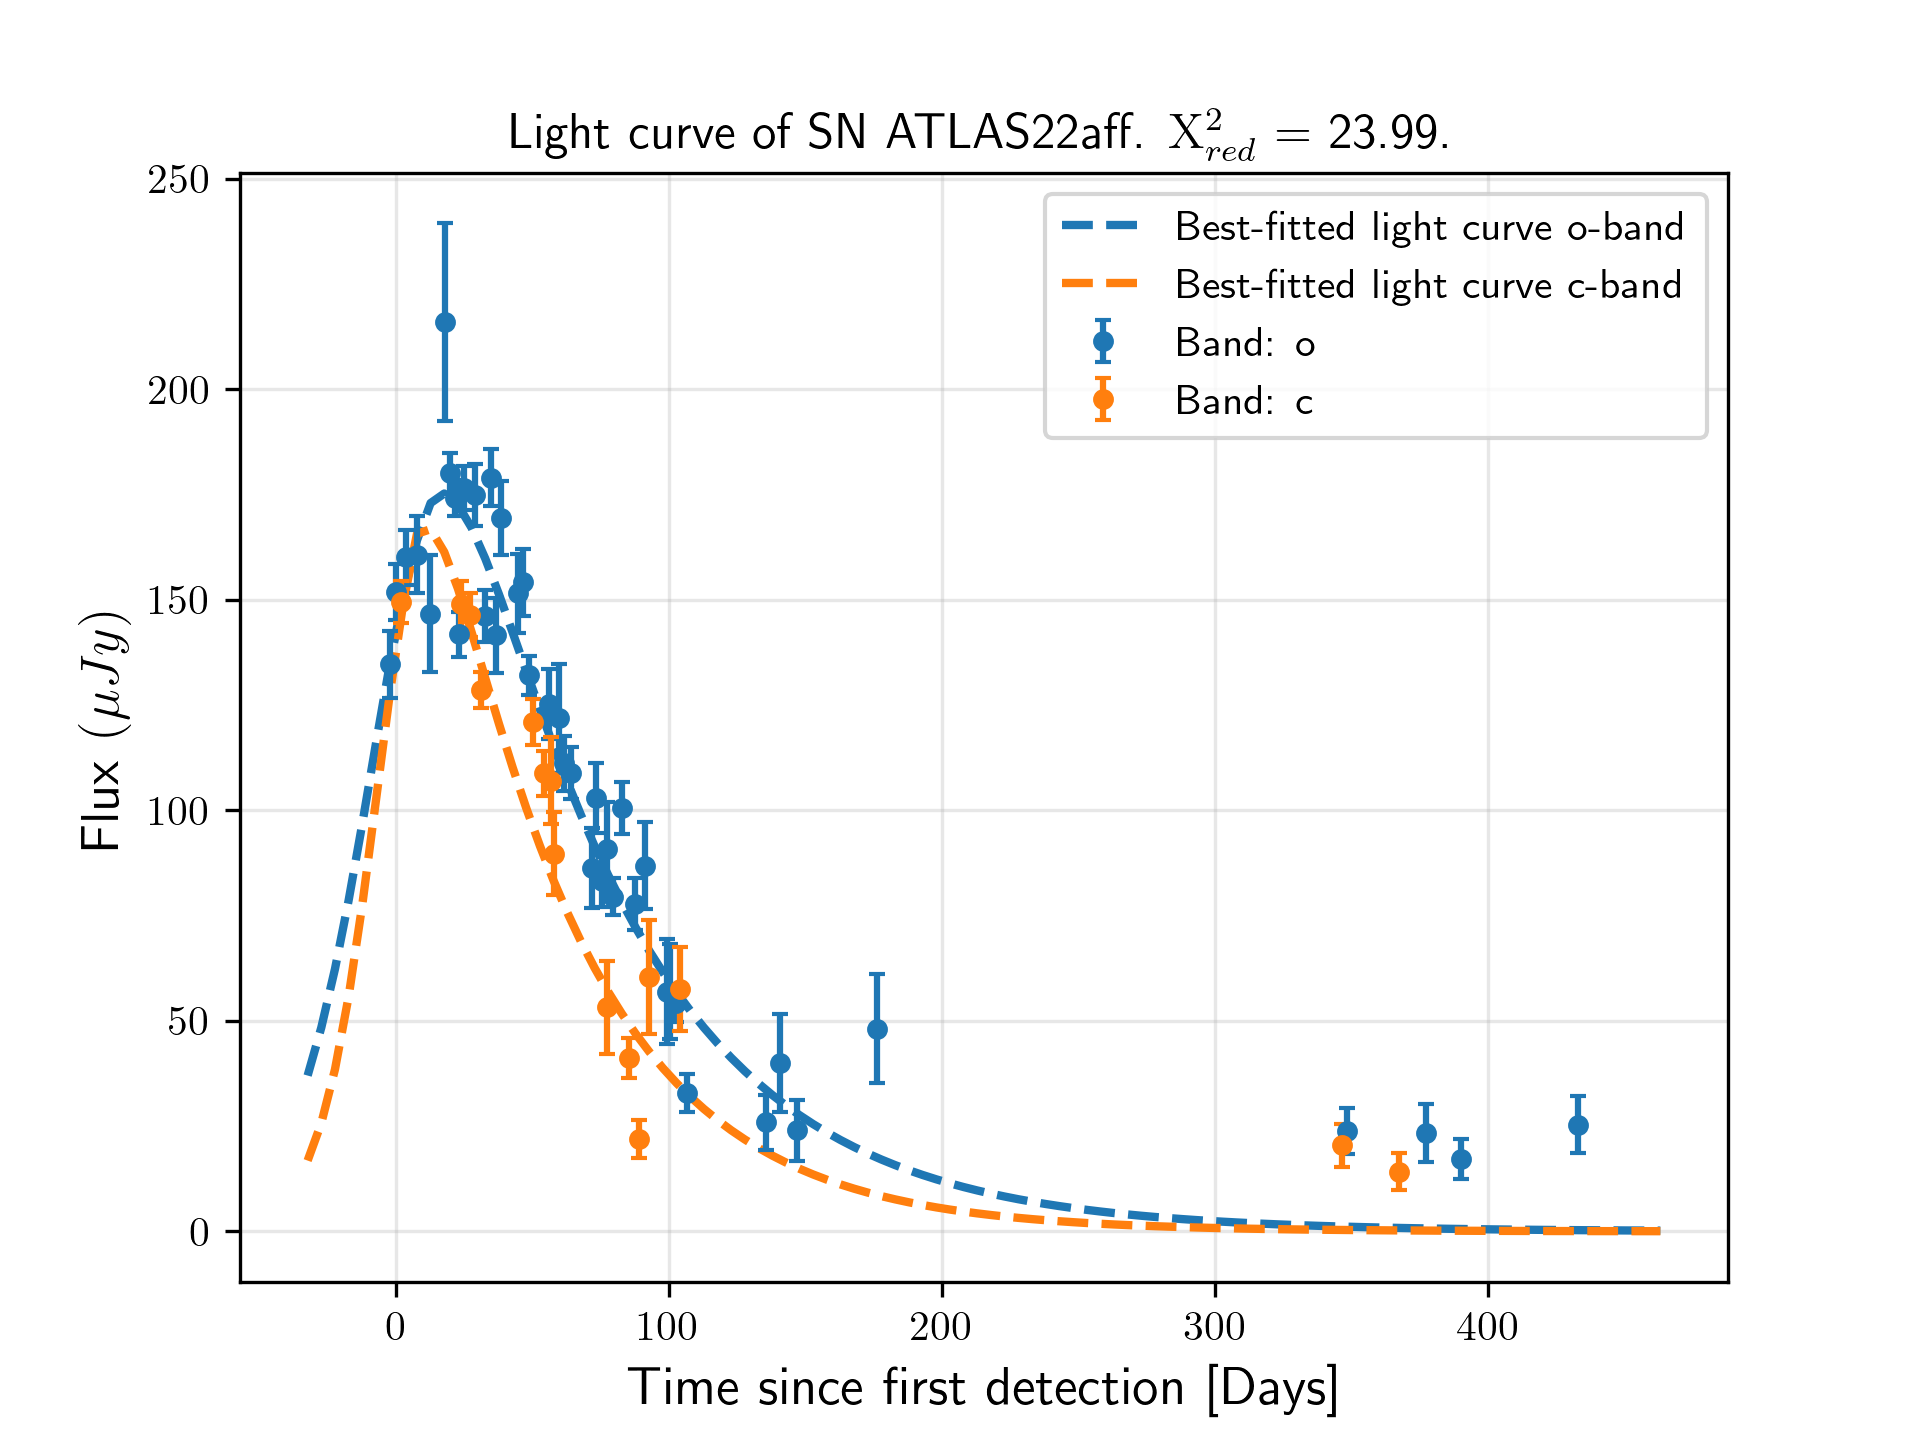 Light curve of SN ATLAS22aff. X²_red = 23.99.
250
200
150
100
50
0
Flux (μJy)
Best-fitted light curve o-band
Best-fitted light curve c-band
Band: o
Band: c
0 100 200 300 400
Time since first detection [Days]